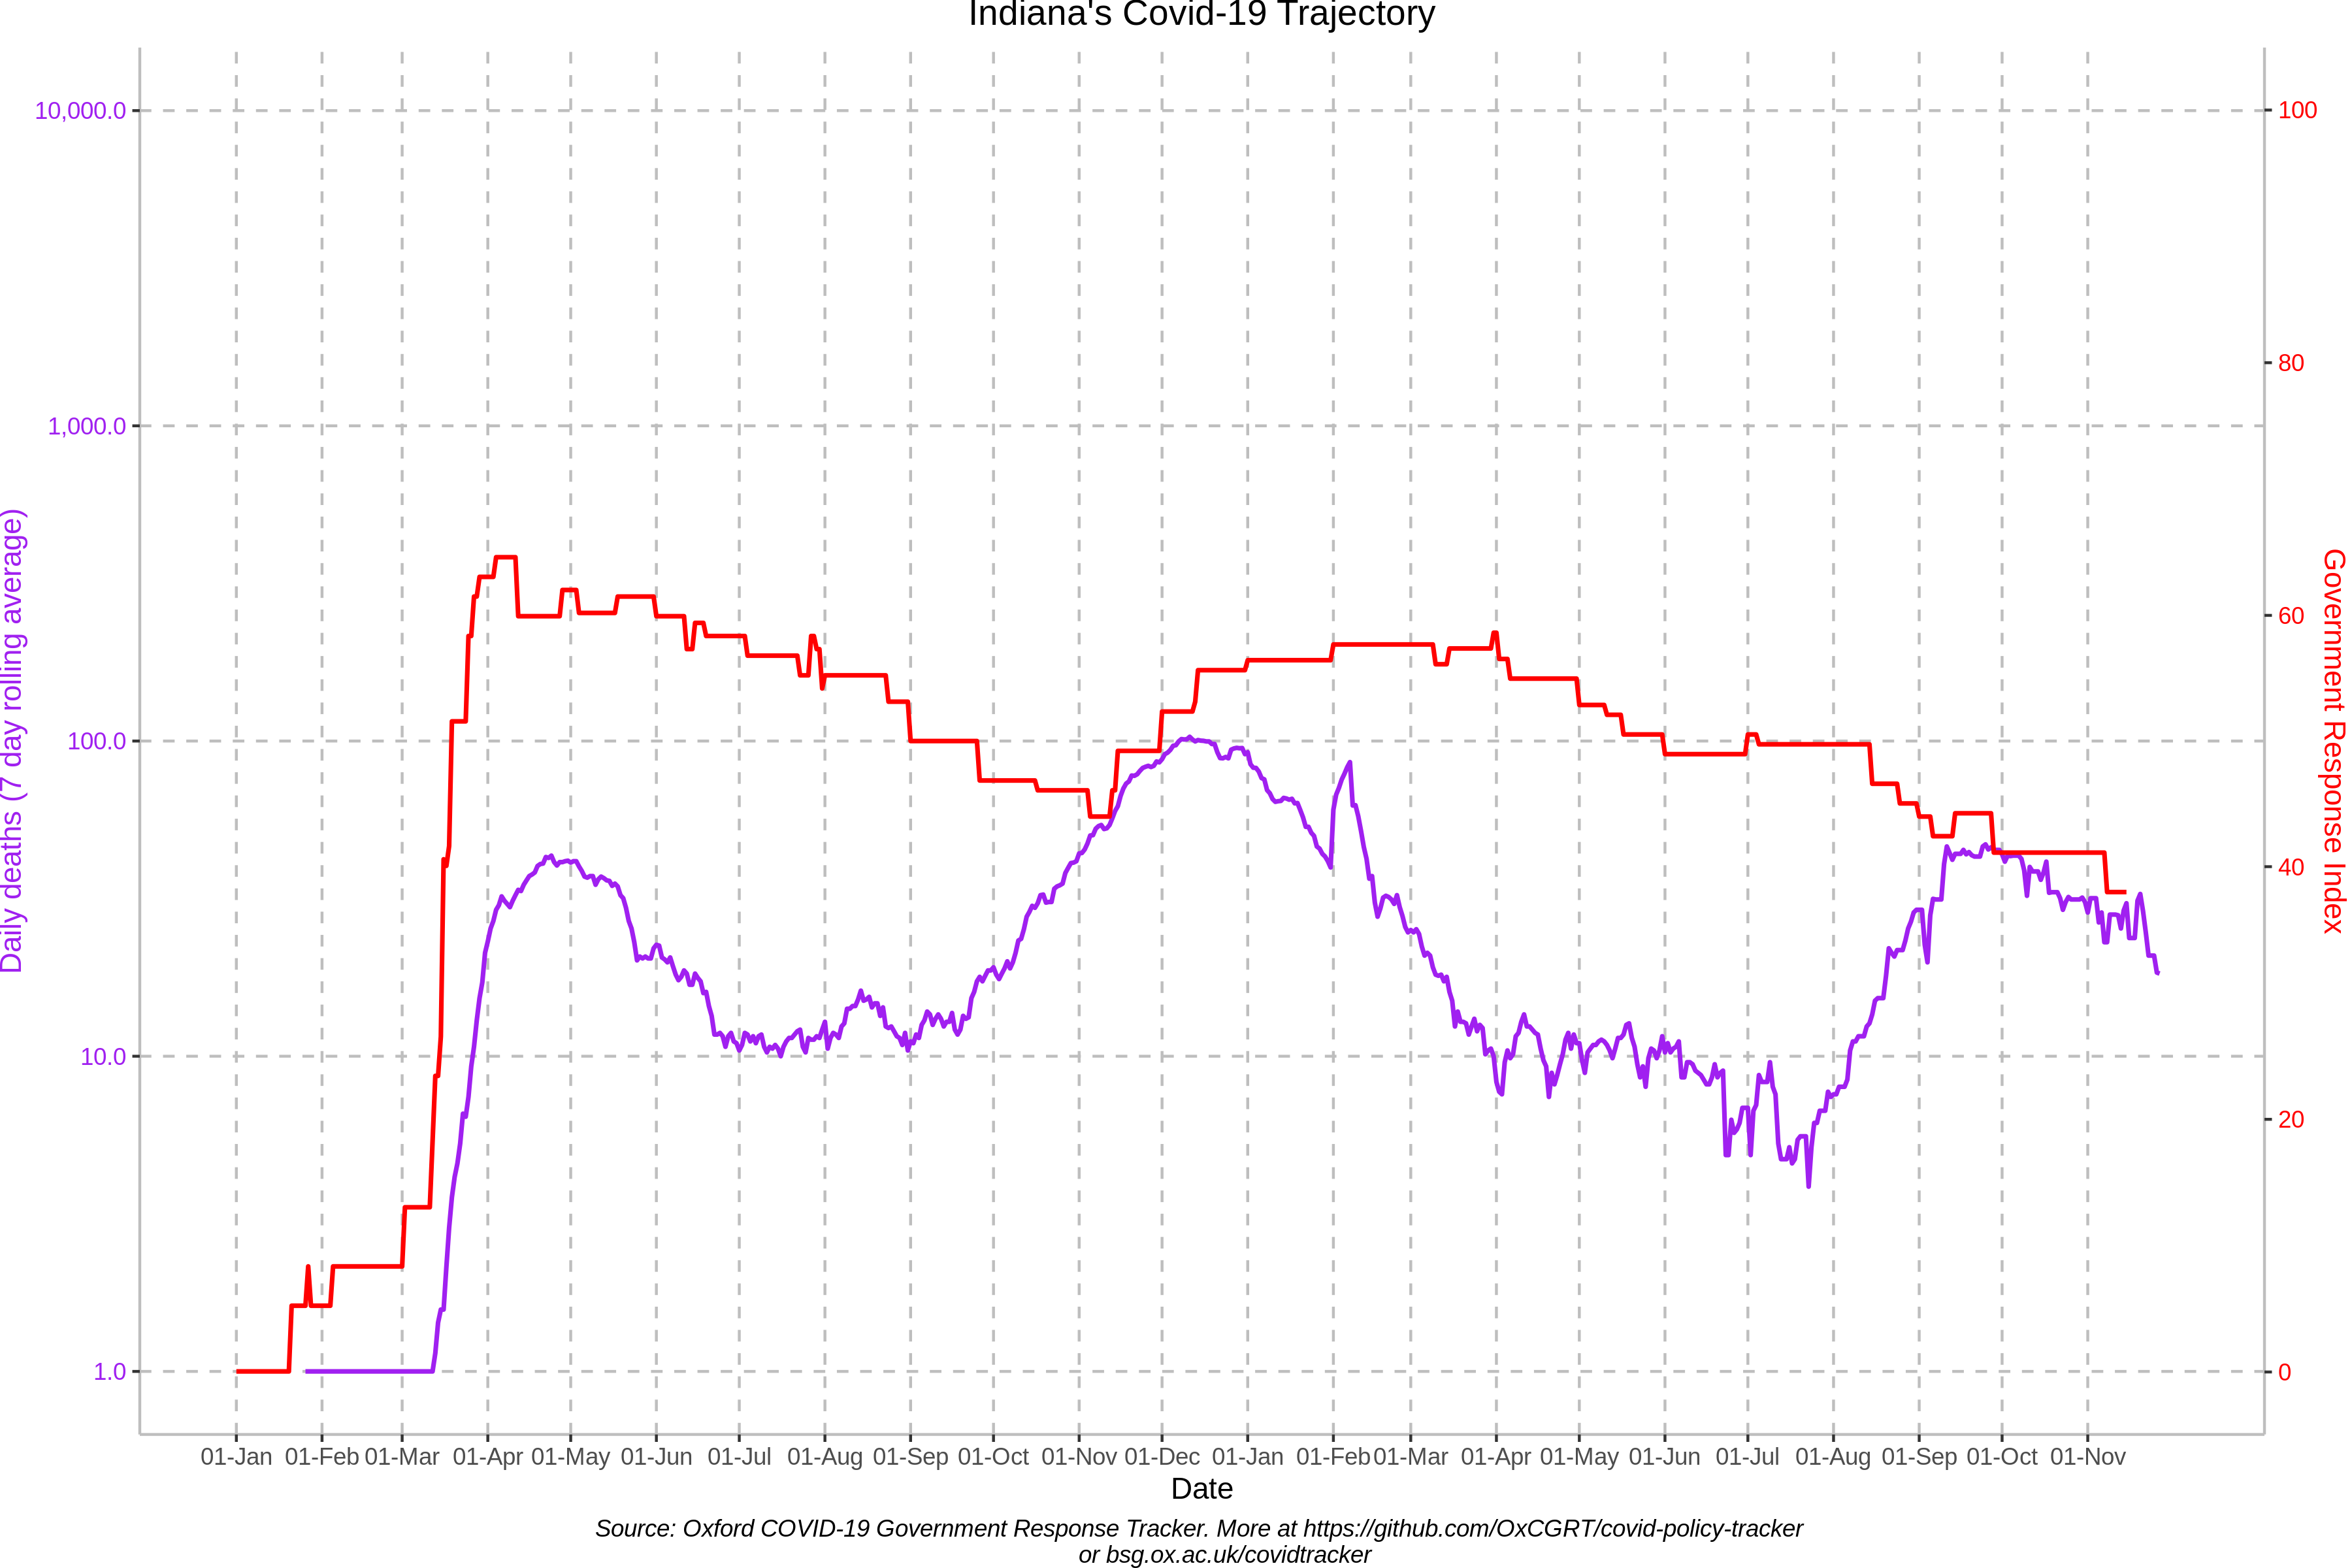 Indiana's Covid-19 Trajectory
10,000.0
1,000.0
100.0
10.0
1.0
Daily deaths (7 day rolling average)
100
80
60
40
20
0
Government Response Index
01-Jan 01-Feb 01-Mar 01-Apr 01-May 01-Jun 01-Jul 01-Aug 01-Sep 01-Oct 01-Nov 01-Dec 01-Jan 01-Feb 01-Mar 01-Apr 01-May 01-Jun 01-Jul 01-Aug 01-Sep 01-Oct 01-Nov
Date
Source: Oxford COVID-19 Government Response Tracker. More at https://github.com/OxCGRT/covid-policy-tracker
or bsg.ox.ac.uk/covidtracker